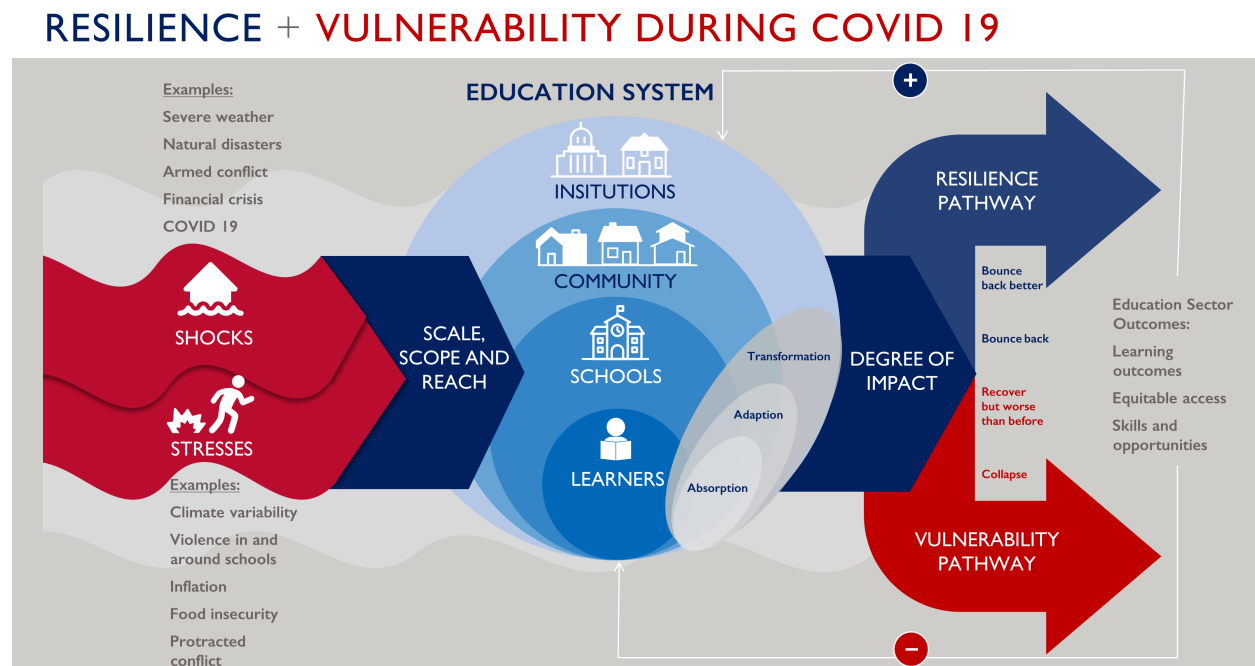 RESILIENCE + VULNERABILITY DURING COVID 19
Examples:
Severe weather
Natural disasters
Armed conflict
Financial crisis
COVID 19
SHOCKS
STRESSES
Examples:
Climate variability
Violence in and
around schools
Inflation
Food insecurity
Protracted
conflict
SCALE,
SCOPE AND
REACH
EDUCATION SYSTEM
INSITUTIONS
COMMUNITY
SCHOOLS
LEARNERS
Transformation
Adaption
Absorption
DEGREE OF
IMPACT
+
RESILIENCE
PATHWAY
Bounce
back better
Bounce back
Recover
but worse
than before
Collapse
VULNERABILITY
PATHWAY
−
Education Sector
Outcomes:
Learning
outcomes
Equitable access
Skills and
opportunities